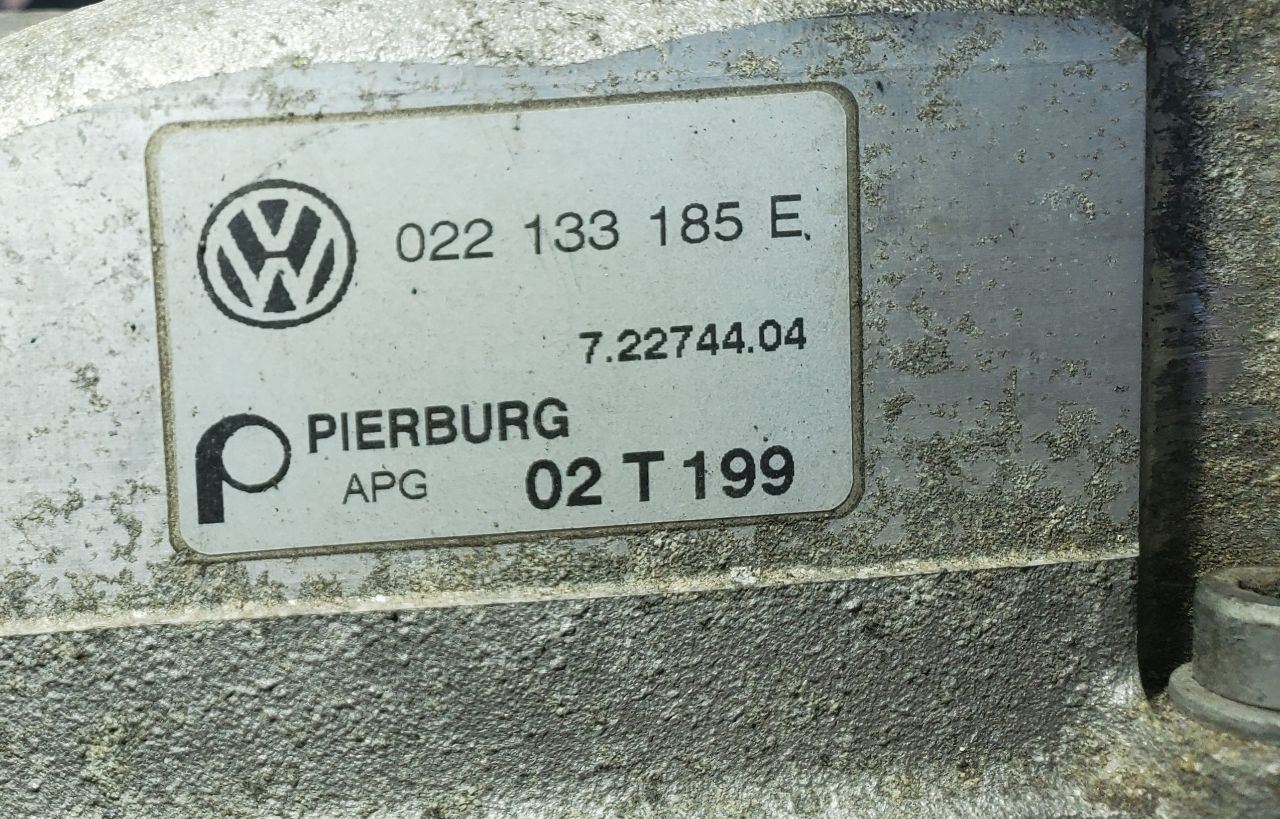 022 133 185 E.
7.22744.04
PIERBURG
APG 02 T 199